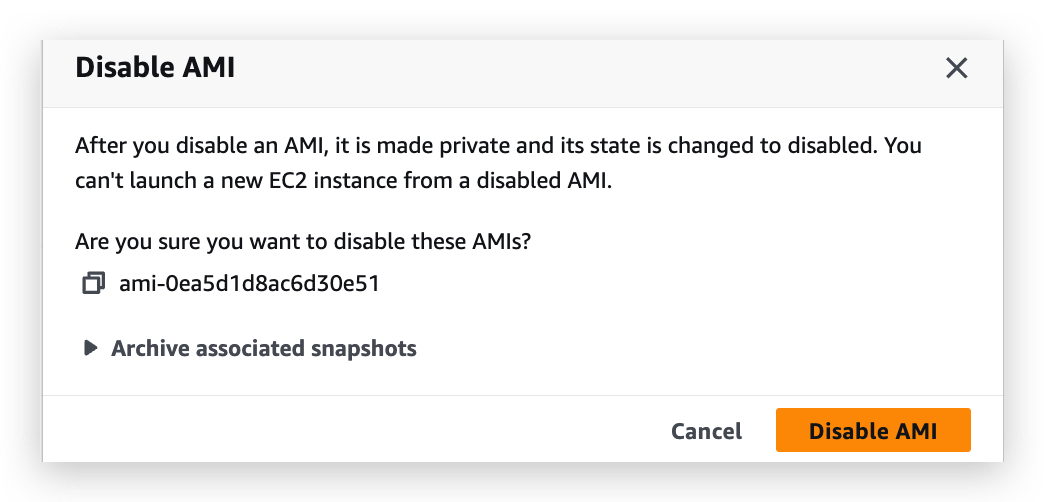 Disable AMI
After you disable an AMI, it is made private and its state is changed to disabled. You
can't launch a new EC2 instance from a disabled AMI.
Are you sure you want to disable these AMIs?
ami-0ea5d1d8ac6d30e51
Archive associated snapshots
Cancel
Disable AMI